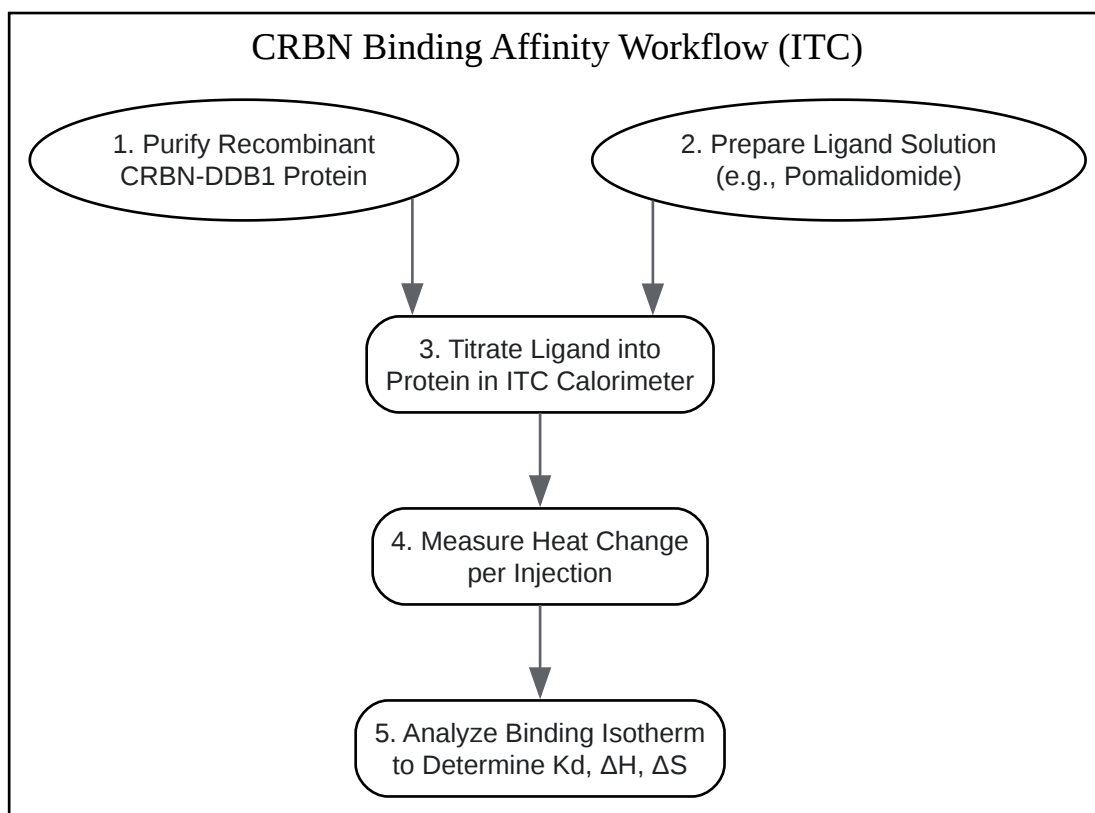 CRBN Binding Affinity Workflow (ITC)
1. Purify Recombinant
CRBN-DDB1 Protein
2. Prepare Ligand Solution
(e.g., Pomalidomide)
3. Titrate Ligand into
Protein in ITC Calorimeter
4. Measure Heat Change
per Injection
5. Analyze Binding Isotherm
to Determine Kd, ΔH, ΔS